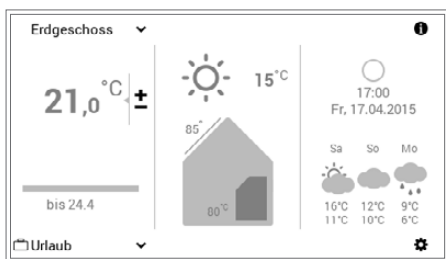 Erdgeschoss
21,0°C ±
bis 24.4
Urlaub
15°C
85°
80°C
17:00
Fr, 17.04.2015
Sa So Mo
16°C 12°C 9°C
11°C 10°C 6°C